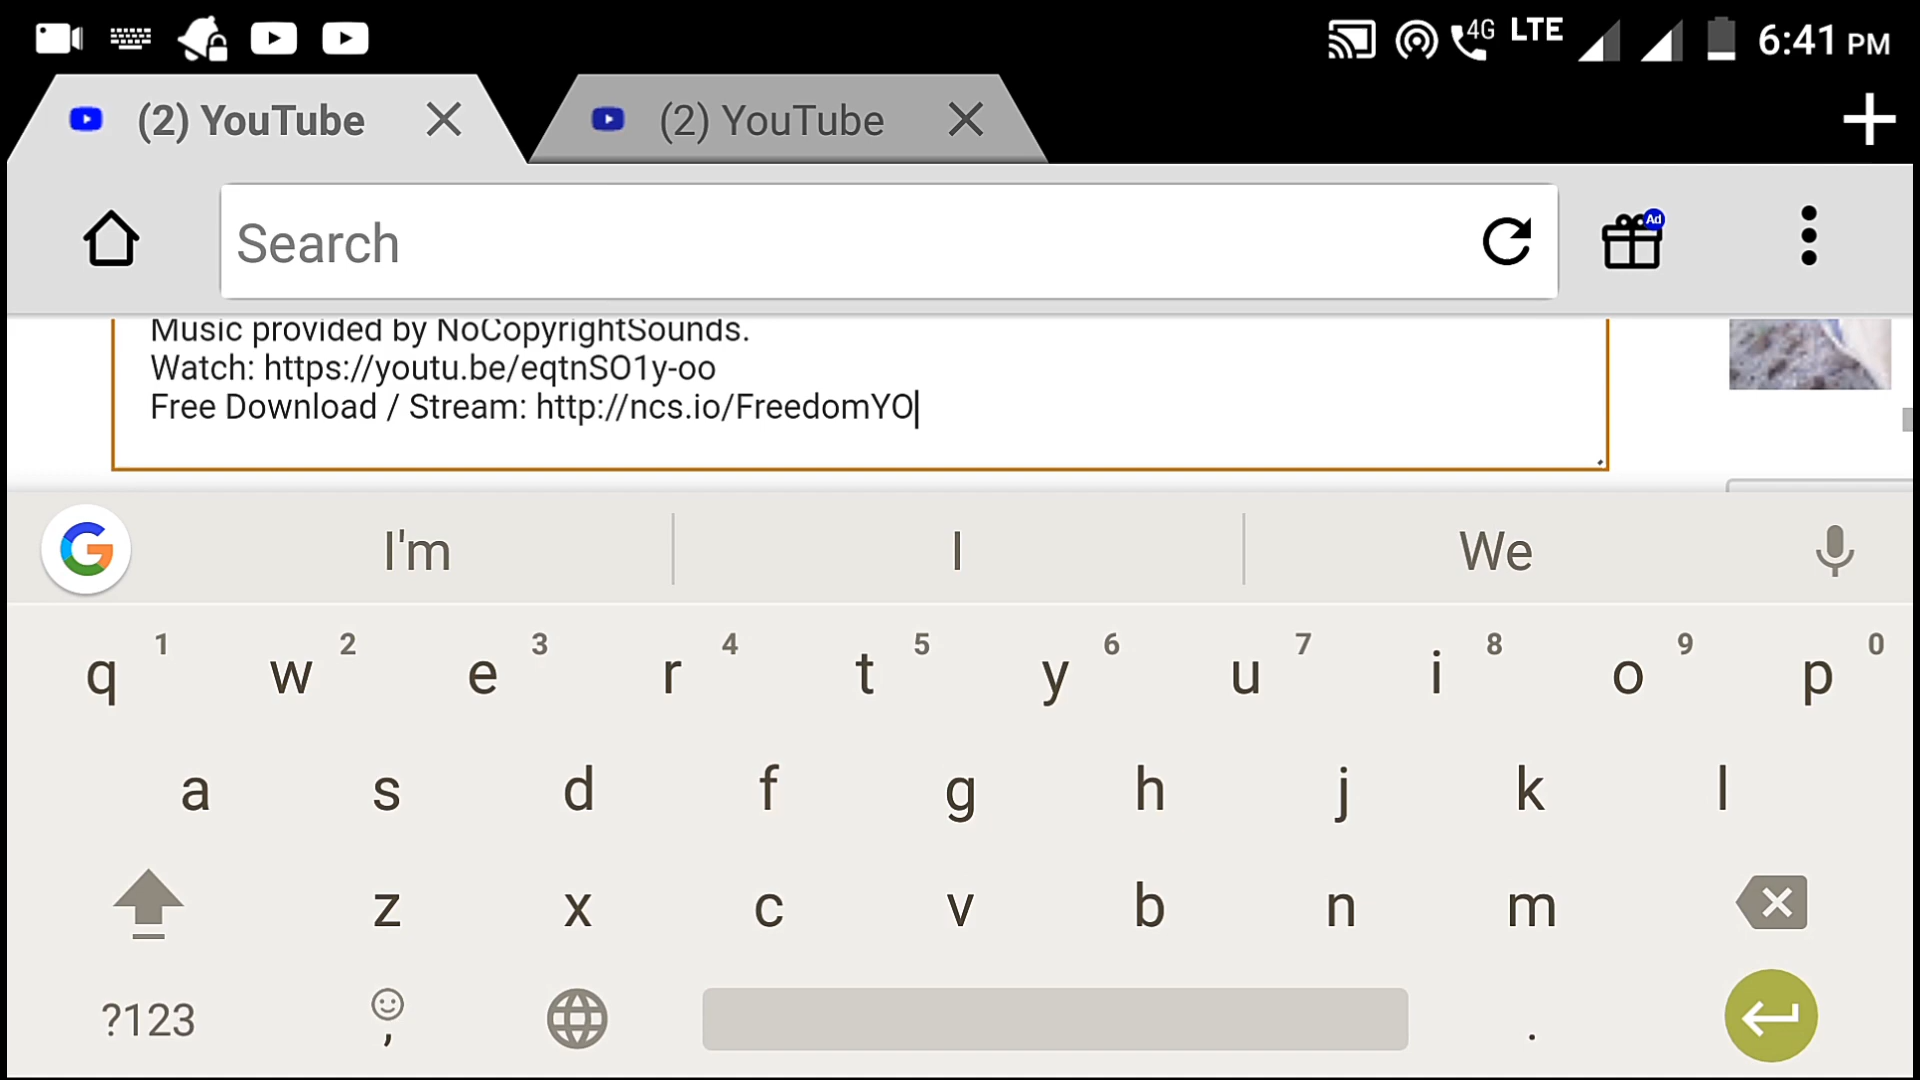 4G LTE 6:41 PM
(2) YouTube (2) YouTube
Search Ad
Music provided by NoCopyrightSounds.
Watch: https://youtu.be/eqtnSO1y-oo
Free Download / Stream: http://ncs.io/FreedomYO
G I'm I We
1 2 3 4 5 6 7 8 9 0
q w e r t y u i o p
a s d f g h j k l
z x c v b n m
?123 , .